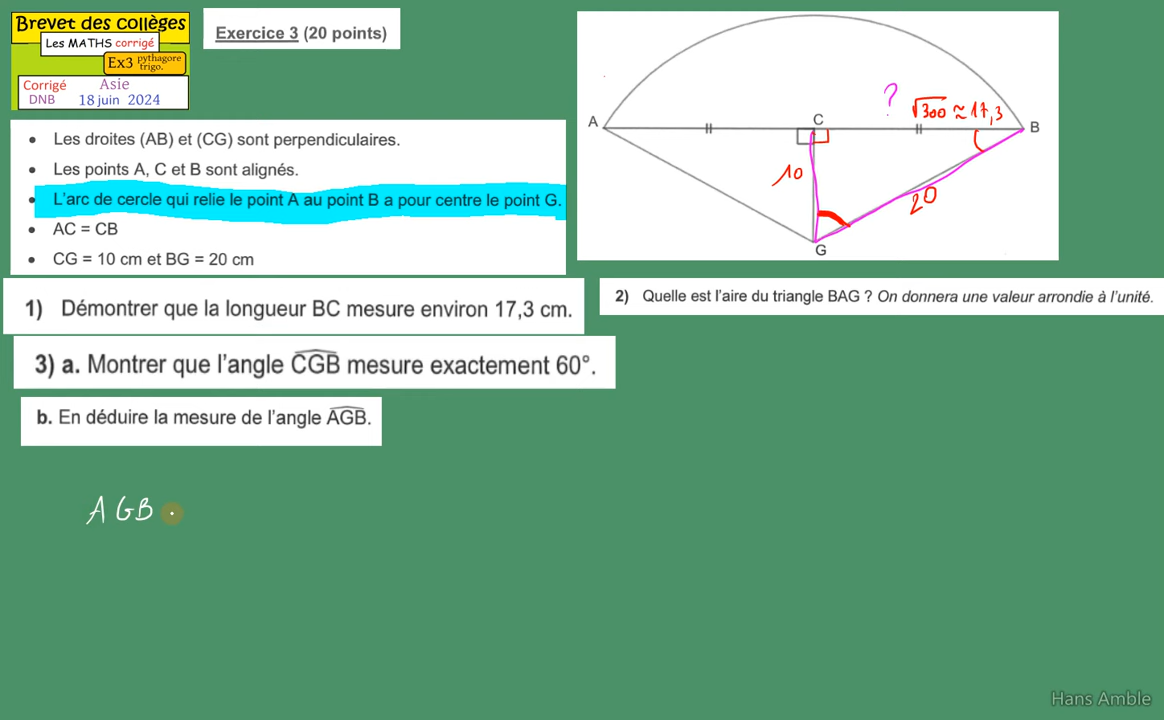 Brevet des collèges
Les MATHS corrigé
Ex3 pythagore trigo.
Corrigé Asie
DNB 18 juin 2024
Exercice 3 (20 points)
• Les droites (AB) et (CG) sont perpendiculaires.
• Les points A, C et B sont alignés.
• L'arc de cercle qui relie le point A au point B a pour centre le point G.
• AC = CB
• CG = 10 cm et BG = 20 cm
?
√300 ≈ 17,3
A
C
B
10
20
G
1) Démontrer que la longueur BC mesure environ 17,3 cm.
2) Quelle est l'aire du triangle BAG ? On donnera une valeur arrondie à l'unité.
3) a. Montrer que l'angle CGB mesure exactement 60°.
b. En déduire la mesure de l'angle AGB.
AGB
Hans Amble